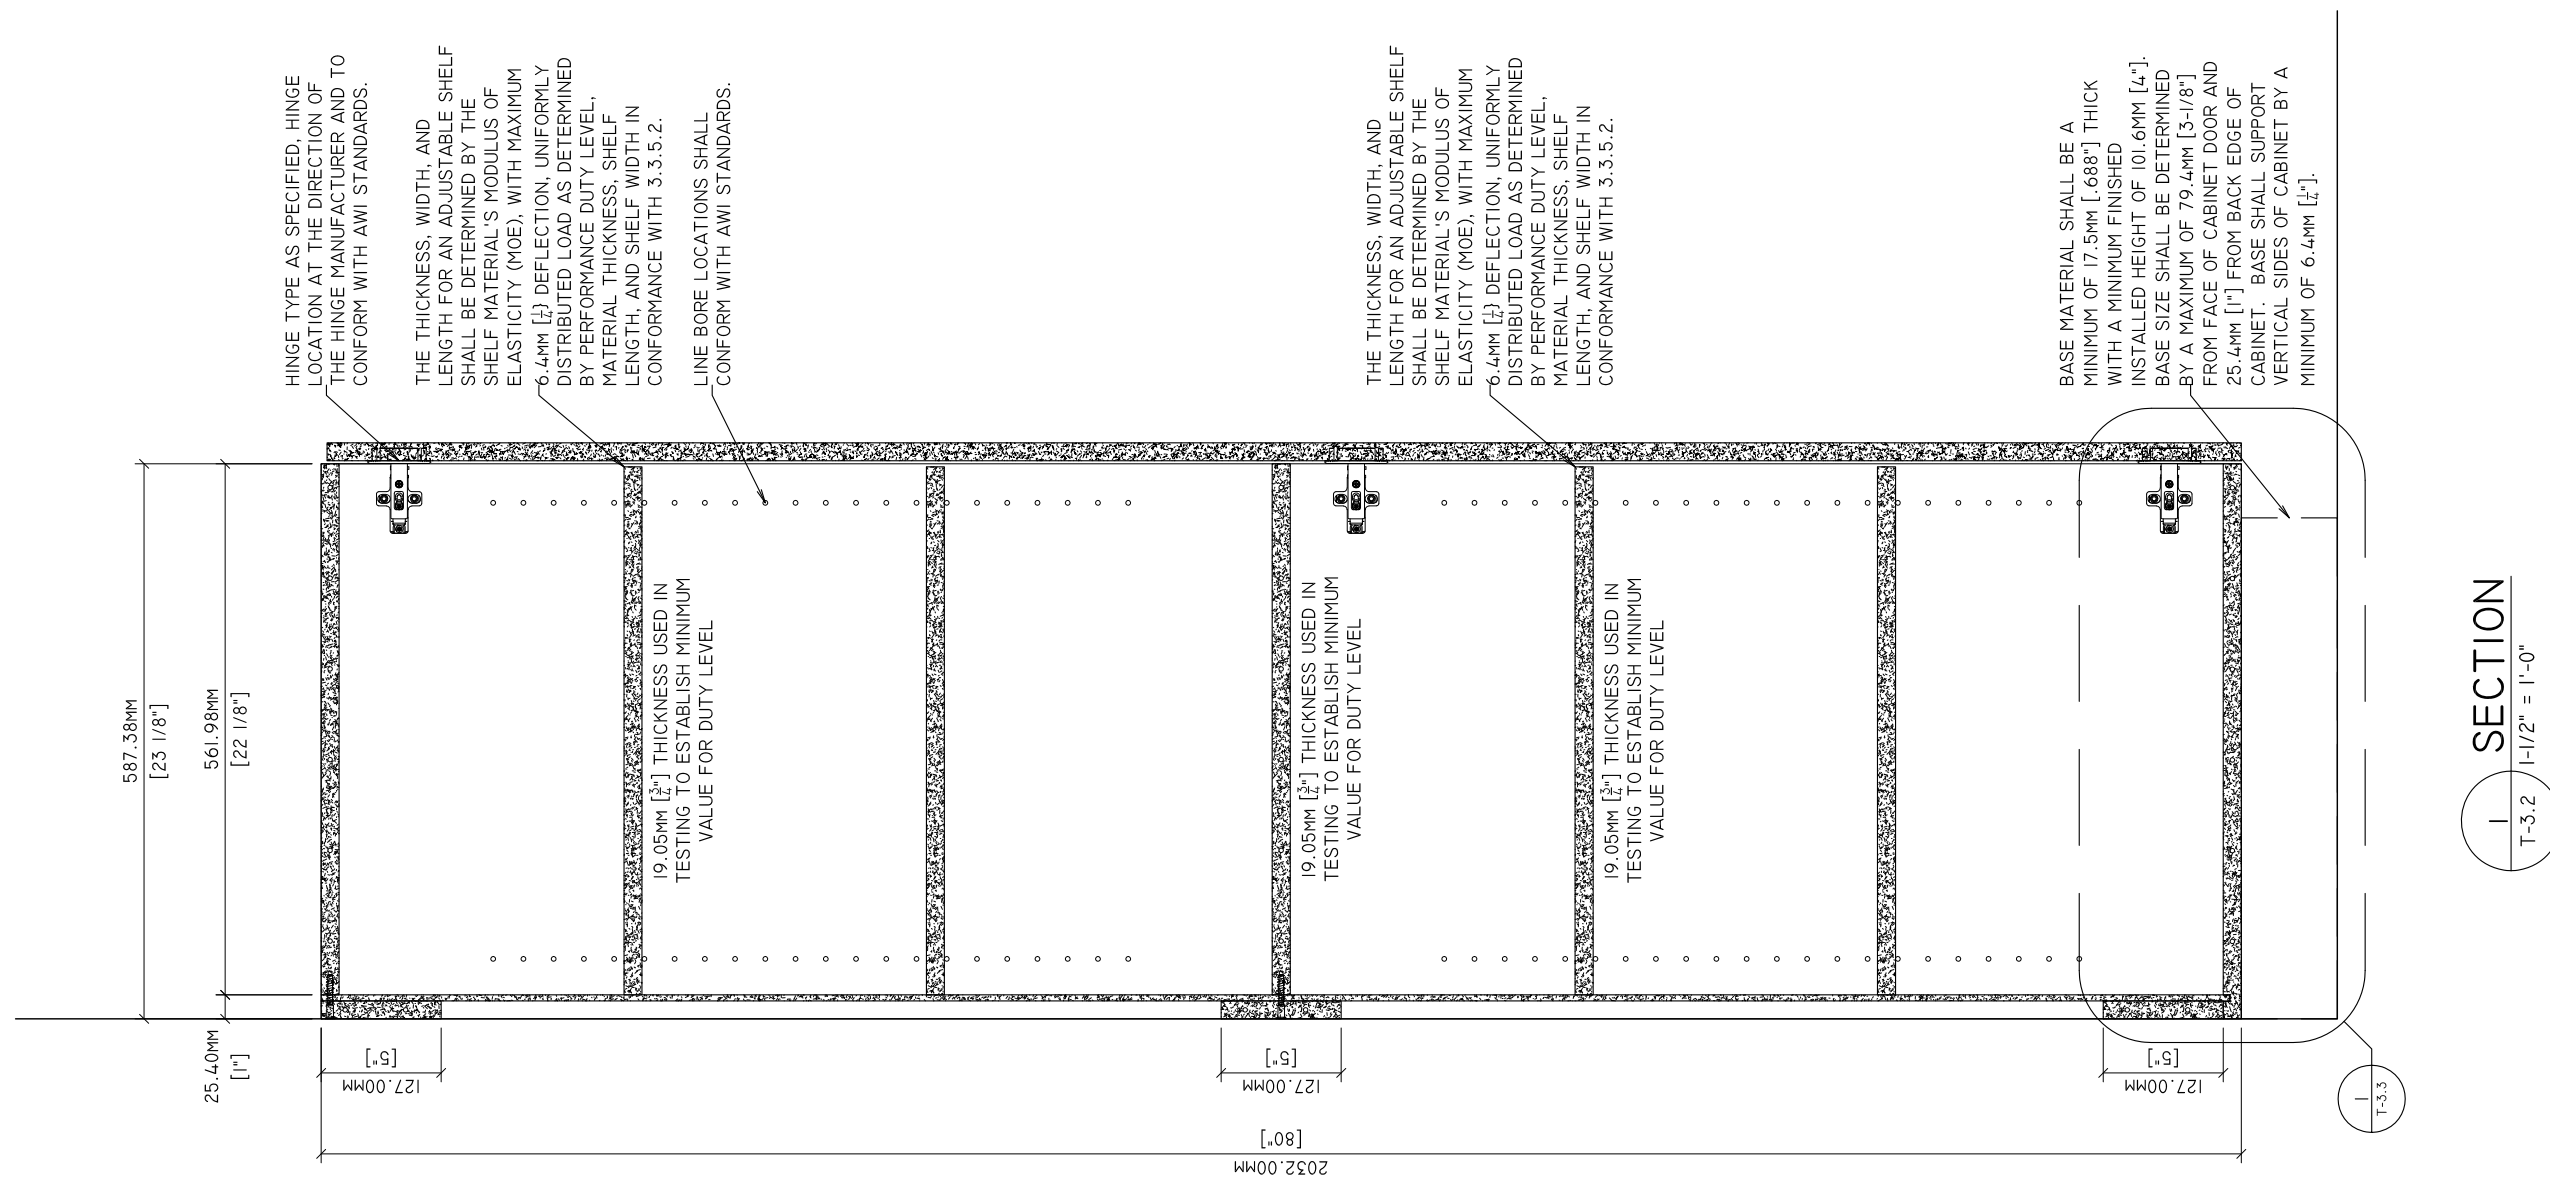 HINGE TYPE AS SPECIFIED, HINGE
LOCATION AT THE DIRECTION OF
THE HINGE MANUFACTURER AND TO
CONFORM WITH AWI STANDARDS.
THE THICKNESS, WIDTH, AND
LENGTH FOR AN ADJUSTABLE SHELF
SHALL BE DETERMINED BY THE
SHELF MATERIAL'S MODULUS OF
ELASTICITY (MOE), WITH MAXIMUM
6.4MM [1/4} DEFLECTION, UNIFORMLY
DISTRIBUTED LOAD AS DETERMINED
BY PERFORMANCE DUTY LEVEL,
MATERIAL THICKNESS, SHELF
LENGTH, AND SHELF WIDTH IN
CONFORMANCE WITH 3.3.5.2.
LINE BORE LOCATIONS SHALL
CONFORM WITH AWI STANDARDS.
THE THICKNESS, WIDTH, AND
LENGTH FOR AN ADJUSTABLE SHELF
SHALL BE DETERMINED BY THE
SHELF MATERIAL'S MODULUS OF
ELASTICITY (MOE), WITH MAXIMUM
6.4MM [1/4} DEFLECTION, UNIFORMLY
DISTRIBUTED LOAD AS DETERMINED
BY PERFORMANCE DUTY LEVEL,
MATERIAL THICKNESS, SHELF
LENGTH, AND SHELF WIDTH IN
CONFORMANCE WITH 3.3.5.2.
BASE MATERIAL SHALL BE A
MINIMUM OF 17.5MM [.688"] THICK
WITH A MINIMUM FINISHED
INSTALLED HEIGHT OF 101.6MM [4"].
BASE SIZE SHALL BE DETERMINED
BY A MAXIMUM OF 79.4MM [3-1/8"]
FROM FACE OF CABINET DOOR AND
25.4MM [1"] FROM BACK EDGE OF
CABINET.  BASE SHALL SUPPORT
VERTICAL SIDES OF CABINET BY A
MINIMUM OF 6.4MM [1/4"].
587.38MM
[23 1/8"]
561.98MM
[22 1/8"]
25.40MM
[1"]
19.05MM [3/4"] THICKNESS USED IN
TESTING TO ESTABLISH MINIMUM
VALUE FOR DUTY LEVEL
19.05MM [3/4"] THICKNESS USED IN
TESTING TO ESTABLISH MINIMUM
VALUE FOR DUTY LEVEL
19.05MM [3/4"] THICKNESS USED IN
TESTING TO ESTABLISH MINIMUM
VALUE FOR DUTY LEVEL
127.00MM
[5"]
127.00MM
[5"]
127.00MM
[5"]
2032.00MM
[80"]
1
T-3.3
1
T-3.2
SECTION
1-1/2" = 1'-0"